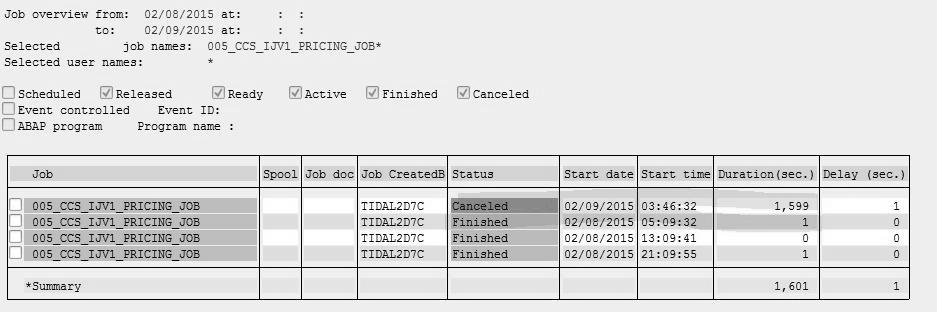 Job overview from: 02/08/2015 at: : :
to: 02/09/2015 at: : :
Selected job names: 005_CCS_IJV1_PRICING_JOB*
Selected user names: *
Scheduled Released Ready Active Finished Canceled
Event controlled Event ID:
ABAP program Program name :
Job Spool Job doc Job CreatedB Status Start date Start time Duration(sec.) Delay (sec.)
005_CCS_IJV1_PRICING_JOB TIDAL2D7C Canceled 02/09/2015 03:46:32 1,599 1
005_CCS_IJV1_PRICING_JOB TIDAL2D7C Finished 02/08/2015 05:09:32 1 0
005_CCS_IJV1_PRICING_JOB TIDAL2D7C Finished 02/08/2015 13:09:41 0 0
005_CCS_IJV1_PRICING_JOB TIDAL2D7C Finished 02/08/2015 21:09:55 1 0
*Summary 1,601 1